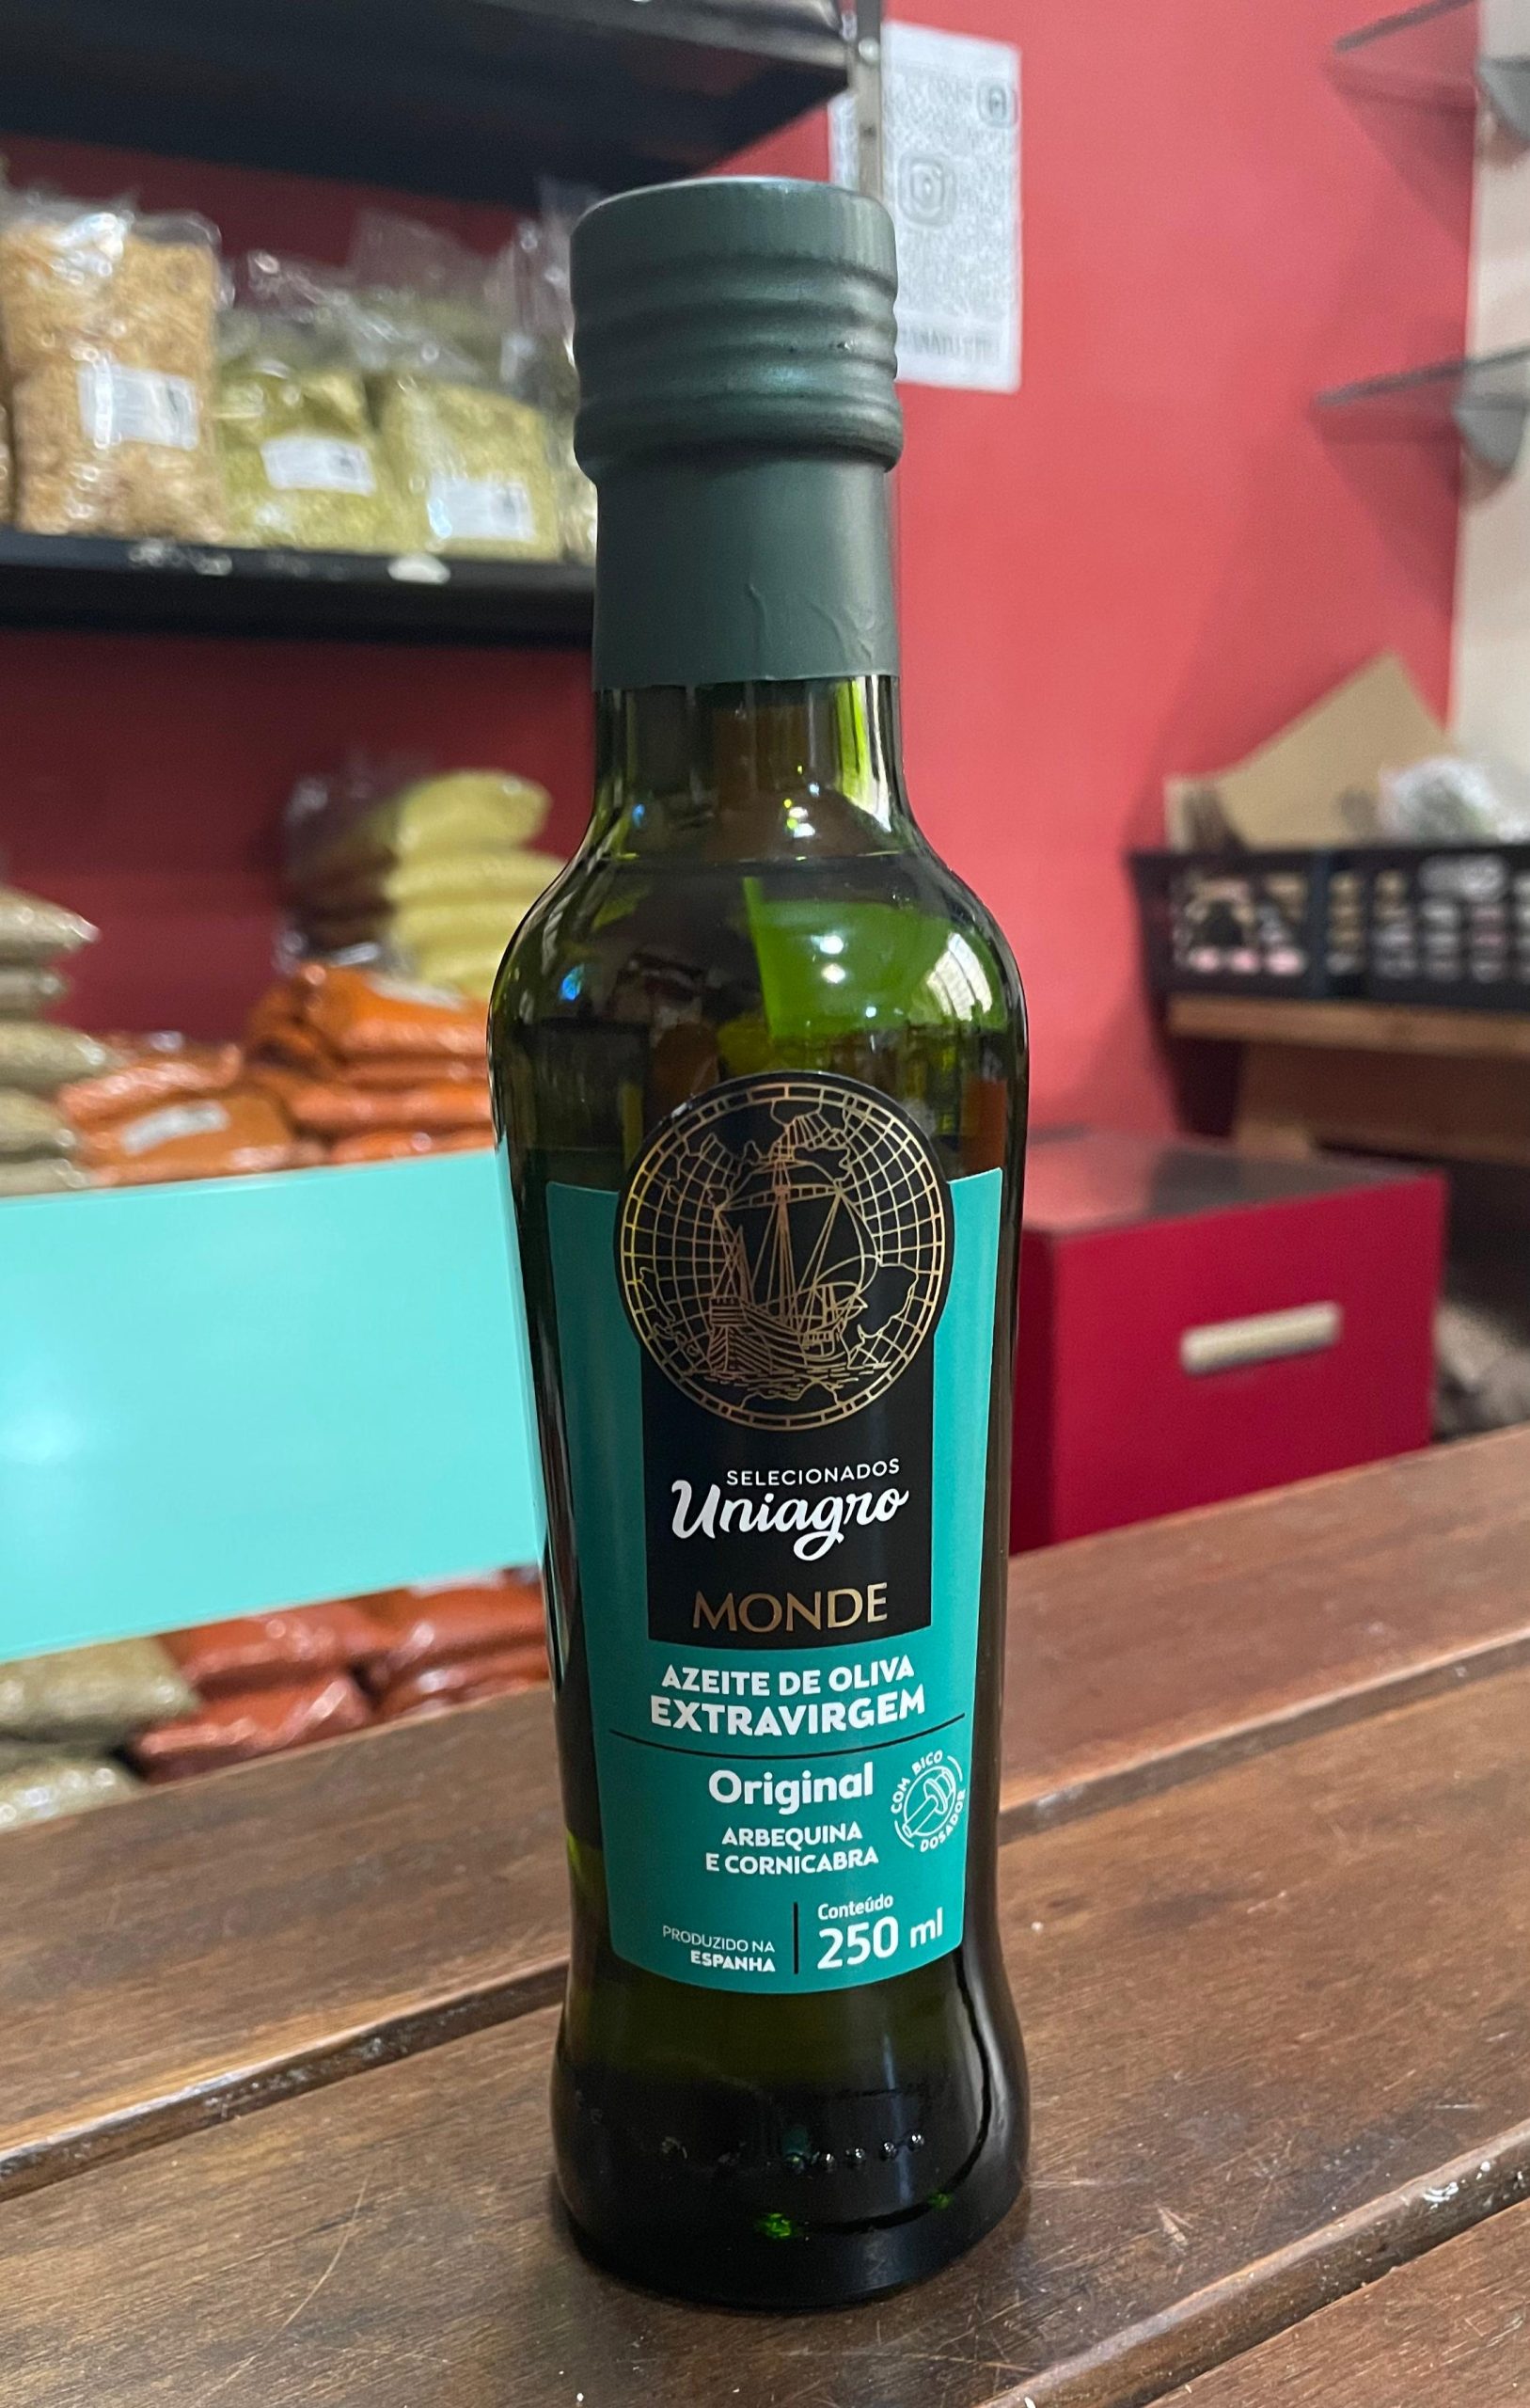 SELECIONADOS
Uniagro
MONDE
AZEITE DE OLIVA
EXTRAVIRGEM
Original
COM BICO
DOSADOR
ARBEQUINA
E CORNICABRA
PRODUZIDO NA
ESPANHA
Conteúdo
250 ml